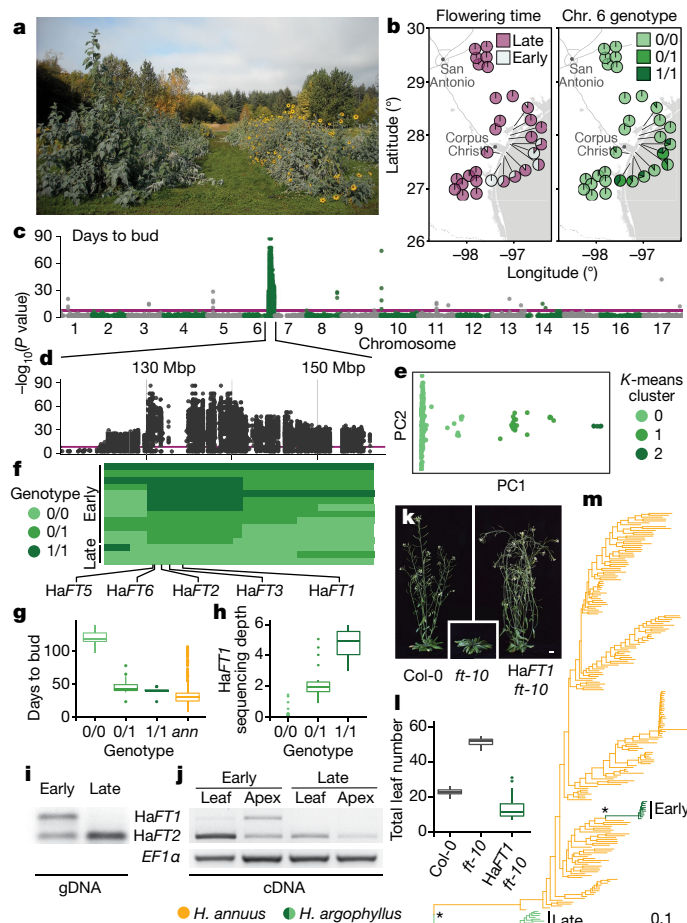 a
b
Flowering time
Chr. 6 genotype
30
29
28
27
26
Latitude (°)
Late
Early
San
Antonio
Corpus
Christi
0/0
0/1
1/1
San
Antonio
Corpus
Christi
−98
−97
−98
−97
Longitude (°)
c
Days to bud
90
60
30
0
1 2 3 4 5 6 7 8 9 10 11 12 13 14 15 16 17
Chromosome
−log10(P value)
d
130 Mbp
150 Mbp
90
60
30
0
e
PC2
PC1
K-means
cluster
0
1
2
f
Genotype
0/0
0/1
1/1
Early
Late
HaFT5 HaFT6 HaFT2 HaFT3 HaFT1
g
Days to bud
100
50
0
0/0 0/1 1/1 ann
Genotype
h
HaFT1
sequencing depth
6
4
2
0
0/0 0/1 1/1
Genotype
i
Early Late
gDNA
j
Early Late
Leaf Apex Leaf Apex
HaFT1
HaFT2
EF1α
cDNA
k
Col-0
ft-10
HaFT1
ft-10
l
Total leaf number
60
40
20
0
Col-0
ft-10
HaFT1
ft-10
m
*
Early
*
Late
0.1
H. annuus
H. argophyllus